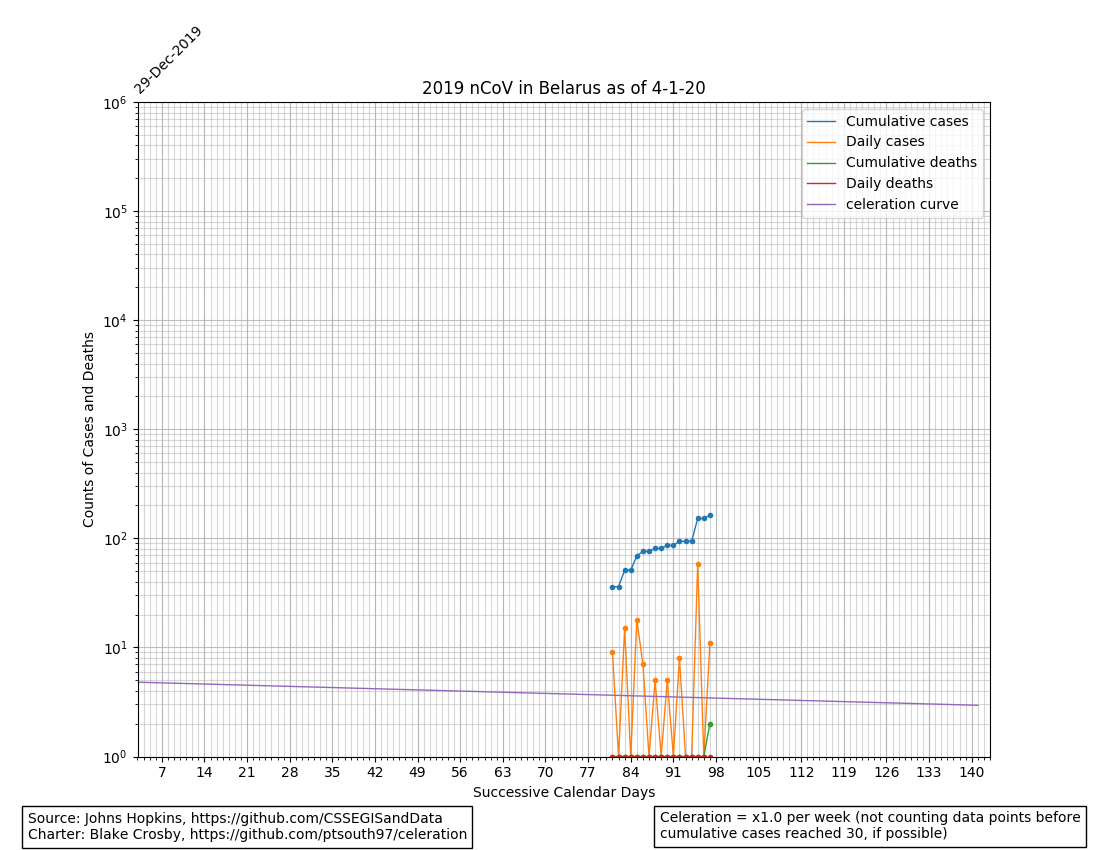 29-Dec-2019
2019 nCoV in Belarus as of 4-1-20
Cumulative cases
Daily cases
Cumulative deaths
Daily deaths
celeration curve
Counts of Cases and Deaths
10^6
10^5
10^4
10^3
10^2
10^1
10^0
7 14 21 28 35 42 49 56 63 70 77 84 91 98 105 112 119 126 133 140
Successive Calendar Days
Source: Johns Hopkins, https://github.com/CSSEGISandData
Charter: Blake Crosby, https://github.com/ptsouth97/celeration
Celeration = x1.0 per week (not counting data points before
cumulative cases reached 30, if possible)